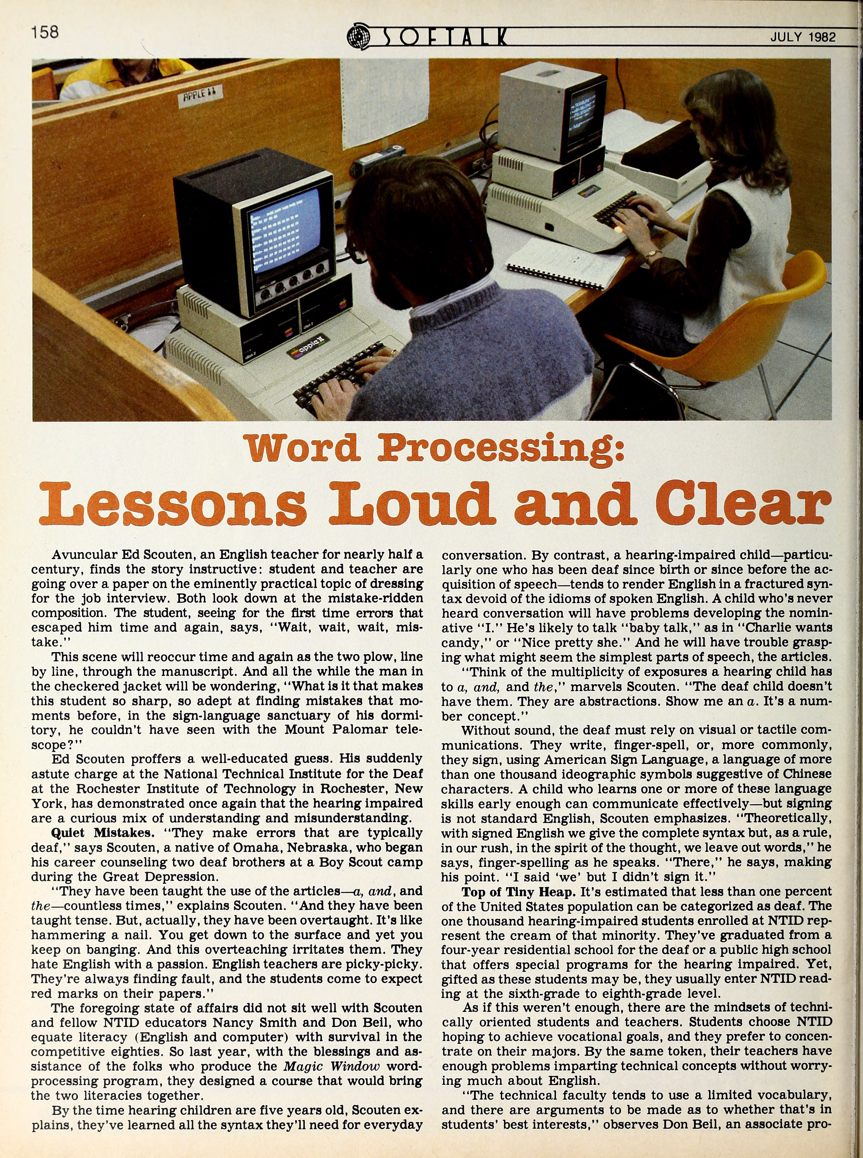 158
SOFTALK
JULY 1982
APPLE II
apple II
Word Processing:
Lessons Loud and Clear
Avuncular Ed Scouten, an English teacher for nearly half a
century, finds the story instructive: student and teacher are
going over a paper on the eminently practical topic of dressing
for the job interview. Both look down at the mistake-ridden
composition. The student, seeing for the first time errors that
escaped him time and again, says, "Wait, wait, wait, mis-
take."
This scene will reoccur time and again as the two plow, line
by line, through the manuscript. And all the while the man in
the checkered jacket will be wondering, "What is it that makes
this student so sharp, so adept at finding mistakes that mo-
ments before, in the sign-language sanctuary of his dormi-
tory, he couldn't have seen with the Mount Palomar tele-
scope?"
Ed Scouten proffers a well-educated guess. His suddenly
astute charge at the National Technical Institute for the Deaf
at the Rochester Institute of Technology in Rochester, New
York, has demonstrated once again that the hearing impaired
are a curious mix of understanding and misunderstanding.
Quiet Mistakes. "They make errors that are typically
deaf," says Scouten, a native of Omaha, Nebraska, who began
his career counseling two deaf brothers at a Boy Scout camp
during the Great Depression.
"They have been taught the use of the articles—a, and, and
the—countless times," explains Scouten. "And they have been
taught tense. But, actually, they have been overtaught. It's like
hammering a nail. You get down to the surface and yet you
keep on banging. And this overteaching irritates them. They
hate English with a passion. English teachers are picky-picky.
They're always finding fault, and the students come to expect
red marks on their papers."
The foregoing state of affairs did not sit well with Scouten
and fellow NTID educators Nancy Smith and Don Beil, who
equate literacy (English and computer) with survival in the
competitive eighties. So last year, with the blessings and as-
sistance of the folks who produce the Magic Window word-
processing program, they designed a course that would bring
the two literacies together.
By the time hearing children are five years old, Scouten ex-
plains, they've learned all the syntax they'll need for everyday
conversation. By contrast, a hearing-impaired child—particu-
larly one who has been deaf since birth or since before the ac-
quisition of speech—tends to render English in a fractured syn-
tax devoid of the idioms of spoken English. A child who's never
heard conversation will have problems developing the nomin-
ative "I." He's likely to talk "baby talk," as in "Charlie wants
candy," or "Nice pretty she." And he will have trouble grasp-
ing what might seem the simplest parts of speech, the articles.
"Think of the multiplicity of exposures a hearing child has
to a, and, and the," marvels Scouten. "The deaf child doesn't
have them. They are abstractions. Show me an a. It's a num-
ber concept."
Without sound, the deaf must rely on visual or tactile com-
munications. They write, finger-spell, or, more commonly,
they sign, using American Sign Language, a language of more
than one thousand ideographic symbols suggestive of Chinese
characters. A child who learns one or more of these language
skills early enough can communicate effectively—but signing
is not standard English, Scouten emphasizes. "Theoretically,
with signed English we give the complete syntax but, as a rule,
in our rush, in the spirit of the thought, we leave out words," he
says, finger-spelling as he speaks. "There," he says, making
his point. "I said 'we' but I didn't sign it."
Top of Tiny Heap. It's estimated that less than one percent
of the United States population can be categorized as deaf. The
one thousand hearing-impaired students enrolled at NTID rep-
resent the cream of that minority. They've graduated from a
four-year residential school for the deaf or a public high school
that offers special programs for the hearing impaired. Yet,
gifted as these students may be, they usually enter NTID read-
ing at the sixth-grade to eighth-grade level.
As if this weren't enough, there are the mindsets of techni-
cally oriented students and teachers. Students choose NTID
hoping to achieve vocational goals, and they prefer to concen-
trate on their majors. By the same token, their teachers have
enough problems imparting technical concepts without worry-
ing much about English.
"The technical faculty tends to use a limited vocabulary,
and there are arguments to be made as to whether that's in
students' best interests," observes Don Beil, an associate pro-